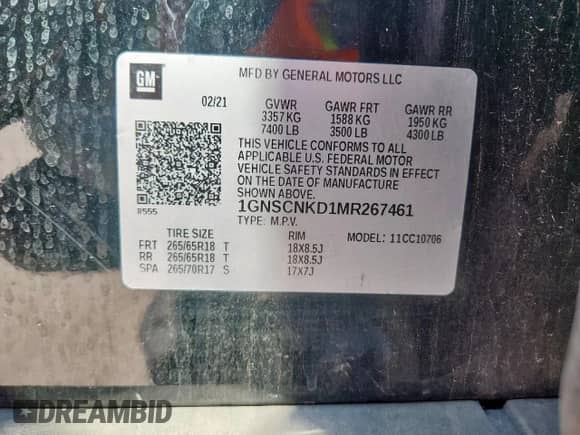 GM
MFD BY GENERAL MOTORS LLC
02/21 GVWR GAWR FRT GAWR RR
3357 KG 1588 KG 1950 KG
7400 LB 3500 LB 4300 LB
THIS VEHICLE CONFORMS TO ALL
APPLICABLE U.S. FEDERAL MOTOR
VEHICLE SAFETY STANDARDS IN EFFECT
ON THE DATE OF MANUFACTURE
SHOWN ABOVE.
8555
1GNSCNKD1MR267461
TYPE: M.P.V.
TIRE SIZE RIM MODEL: 11CC10706
FRT 265/65R18 T 18X8.5J
RR 265/65R18 T 18X8.5J
SPA 265/70R17 S 17X7J
DREAMBID